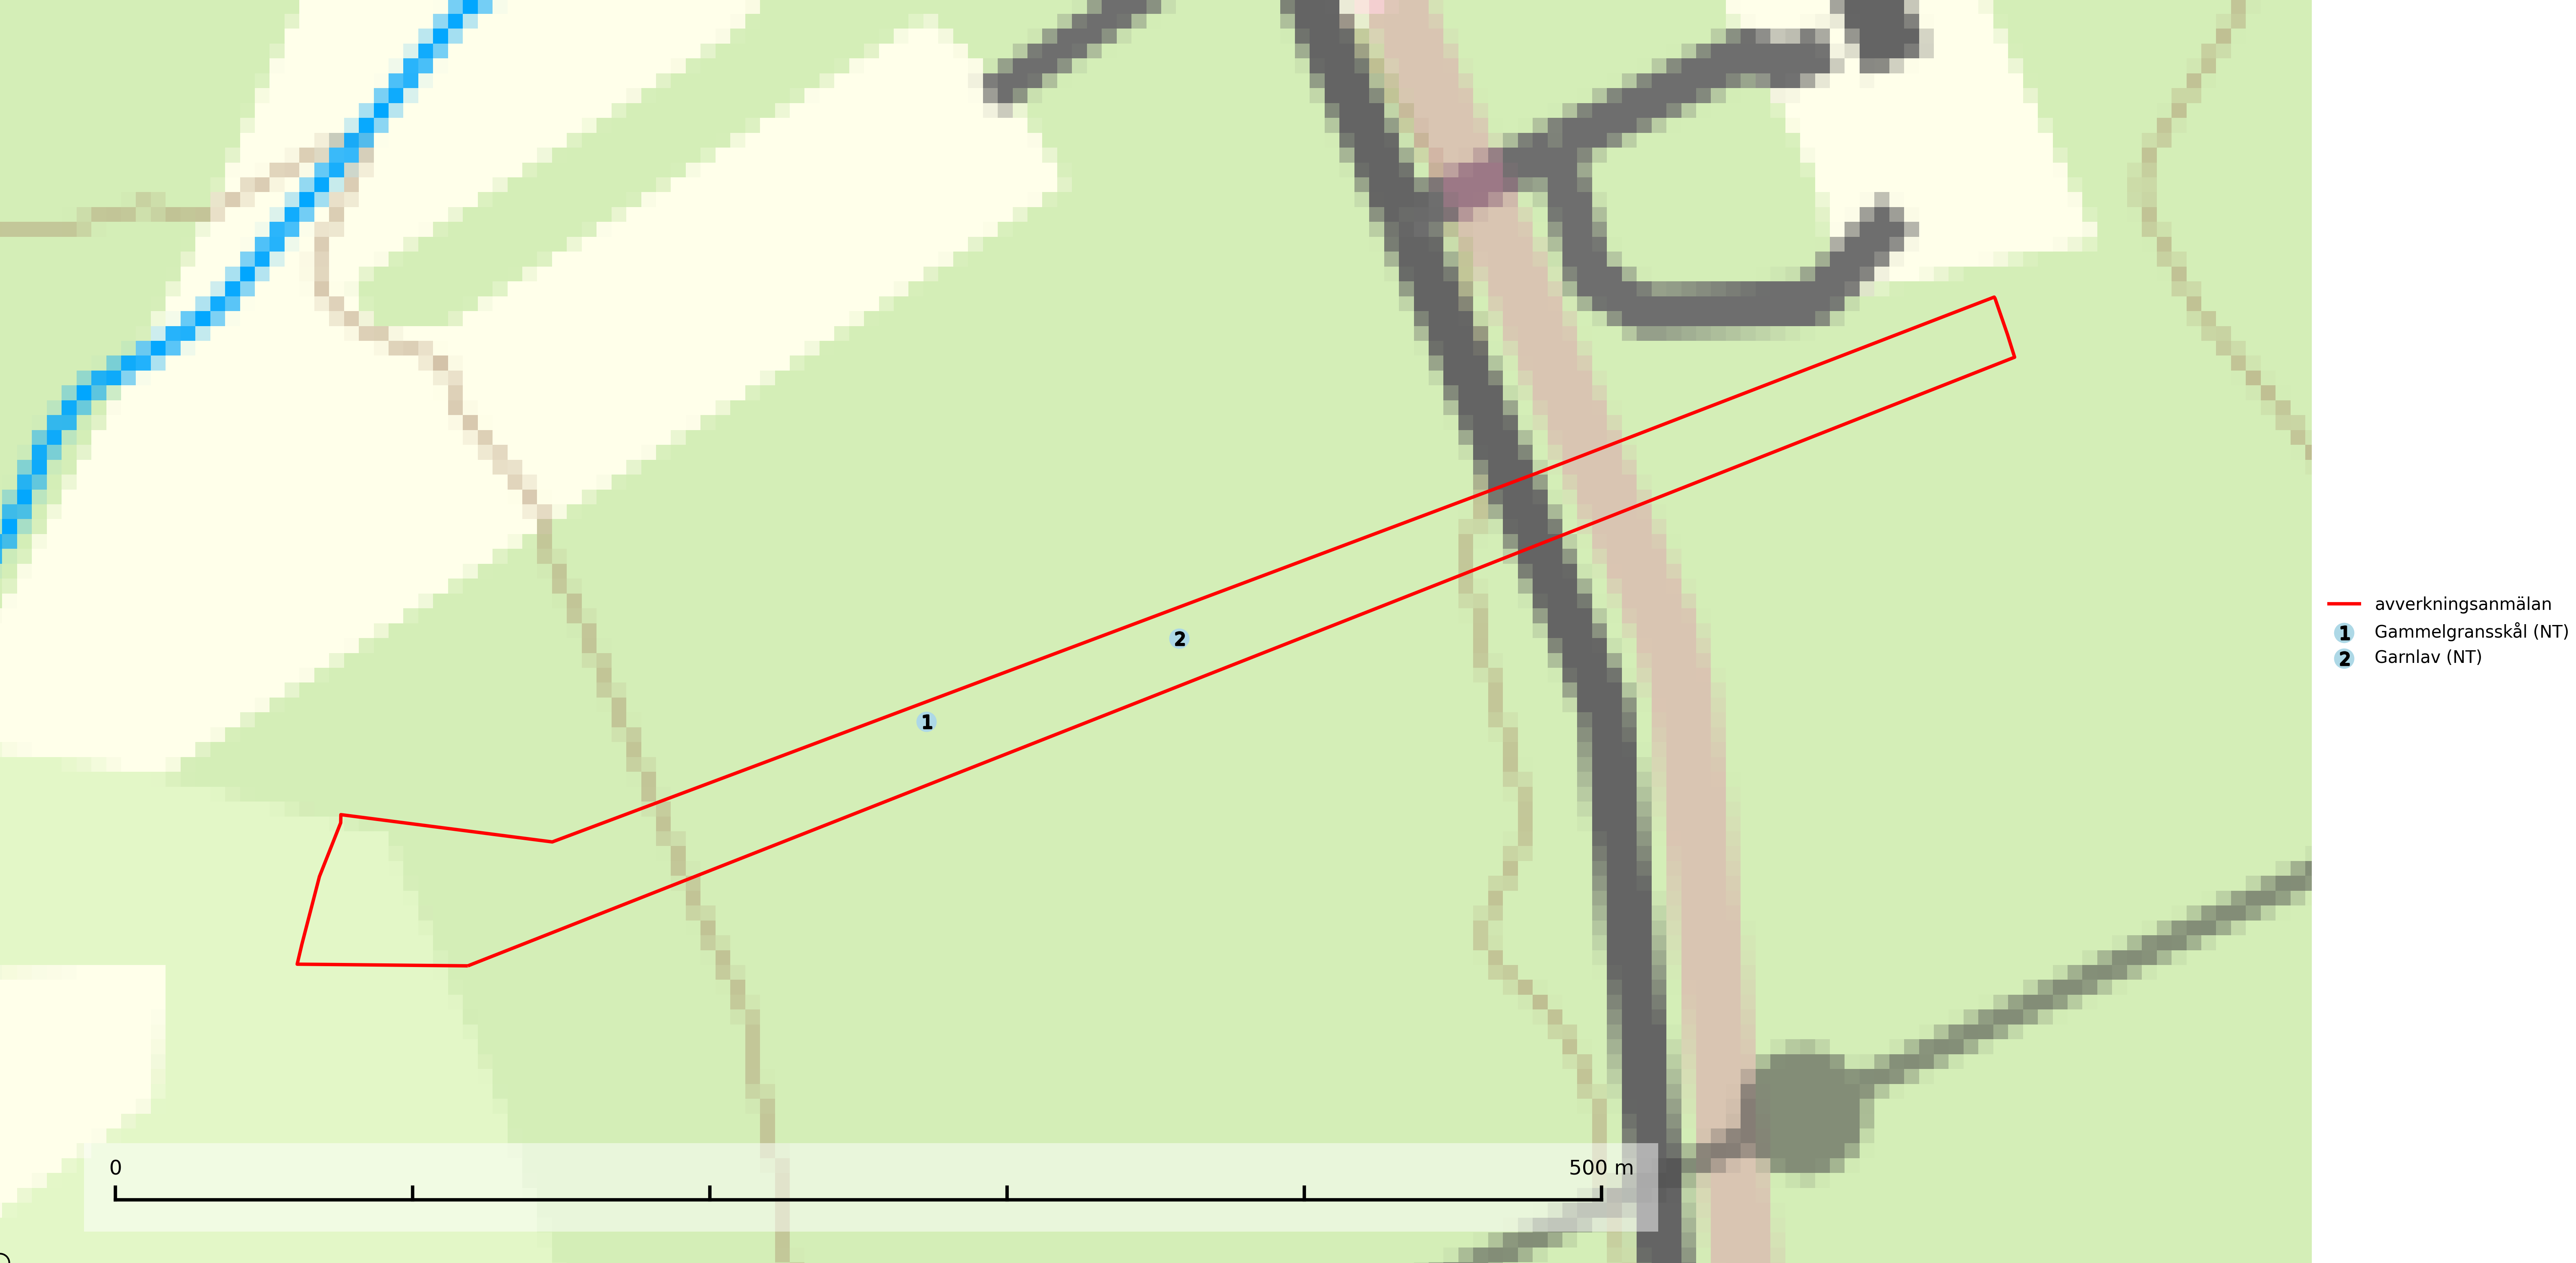 2
1
avverkningsanmälan
1 Gammelgransskål (NT)
2 Garnlav (NT)
0 500 m